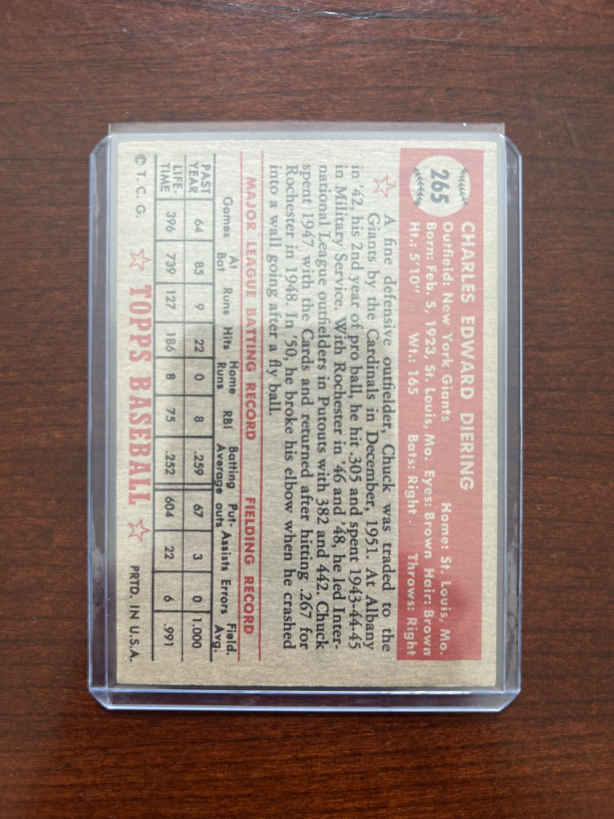 265
CHARLES EDWARD DIERING
Outfield: New York Giants Home: St. Louis, Mo.
Born: Feb. 5, 1923, St. Louis, Mo. Eyes: Brown Hair: Brown
Ht.: 5'10" Wt.: 165 Bats: Right Throws: Right
A fine defensive outfielder, Chuck was traded to the
Giants by the Cardinals in December, 1951. At Albany
in '42, his 2nd year of pro ball, he hit .305 and spent 1943-44-45
in Military Service. With Rochester in '46 and '48, he led Inter-
national League outfielders in Putouts with 382 and 442. Chuck
spent 1947 with the Cards and returned after hitting .267 for
Rochester in 1948. In '50, he broke his elbow when he crashed
into a wall going after a fly ball.
MAJOR LEAGUE BATTING RECORD FIELDING RECORD
Games At Bat Runs Hits Home Runs RBI Batting Average Put-outs Assists Errors Field. Avg.
PAST YEAR 64 85 9 22 0 8 .259 67 3 0 1.000
LIFE-TIME 396 739 127 186 8 75 .252 604 22 6 .991
© T. C. G. TOPPS BASEBALL PRTD. IN U.S.A.